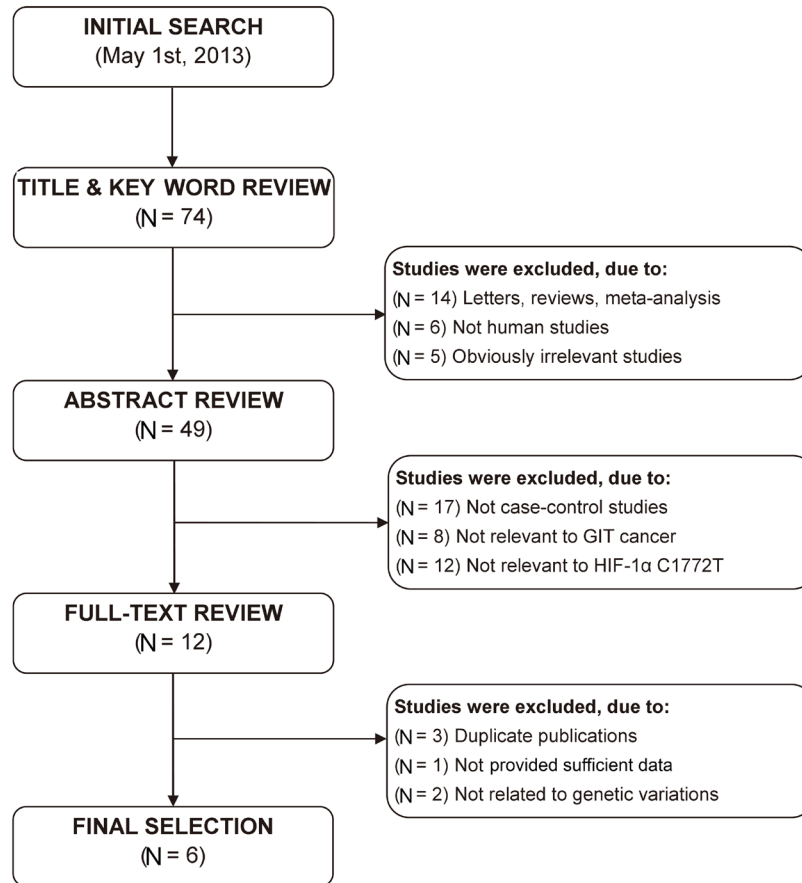 INITIAL SEARCH
(May 1st, 2013)
TITLE & KEY WORD REVIEW
(N = 74)
Studies were excluded, due to:
(N = 14) Letters, reviews, meta-analysis
(N = 6) Not human studies
(N = 5) Obviously irrelevant studies
ABSTRACT REVIEW
(N = 49)
Studies were excluded, due to:
(N = 17) Not case-control studies
(N = 8) Not relevant to GIT cancer
(N = 12) Not relevant to HIF-1α C1772T
FULL-TEXT REVIEW
(N = 12)
Studies were excluded, due to:
(N = 3) Duplicate publications
(N = 1) Not provided sufficient data
(N = 2) Not related to genetic variations
FINAL SELECTION
(N = 6)